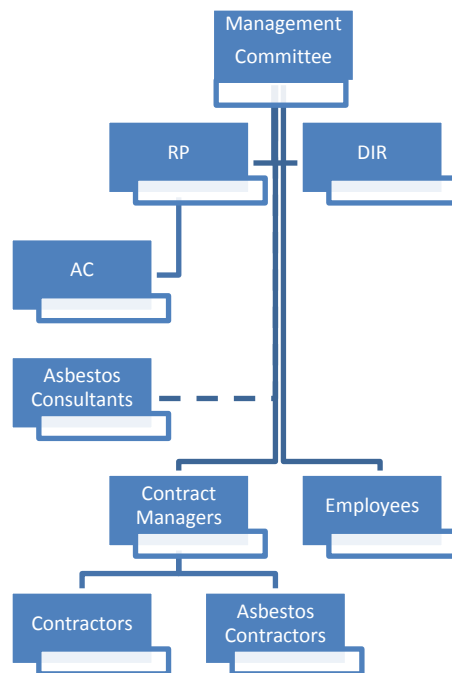 Management
Committee
RP
DIR
AC
Asbestos
Consultants
Contract
Managers
Employees
Contractors
Asbestos
Contractors